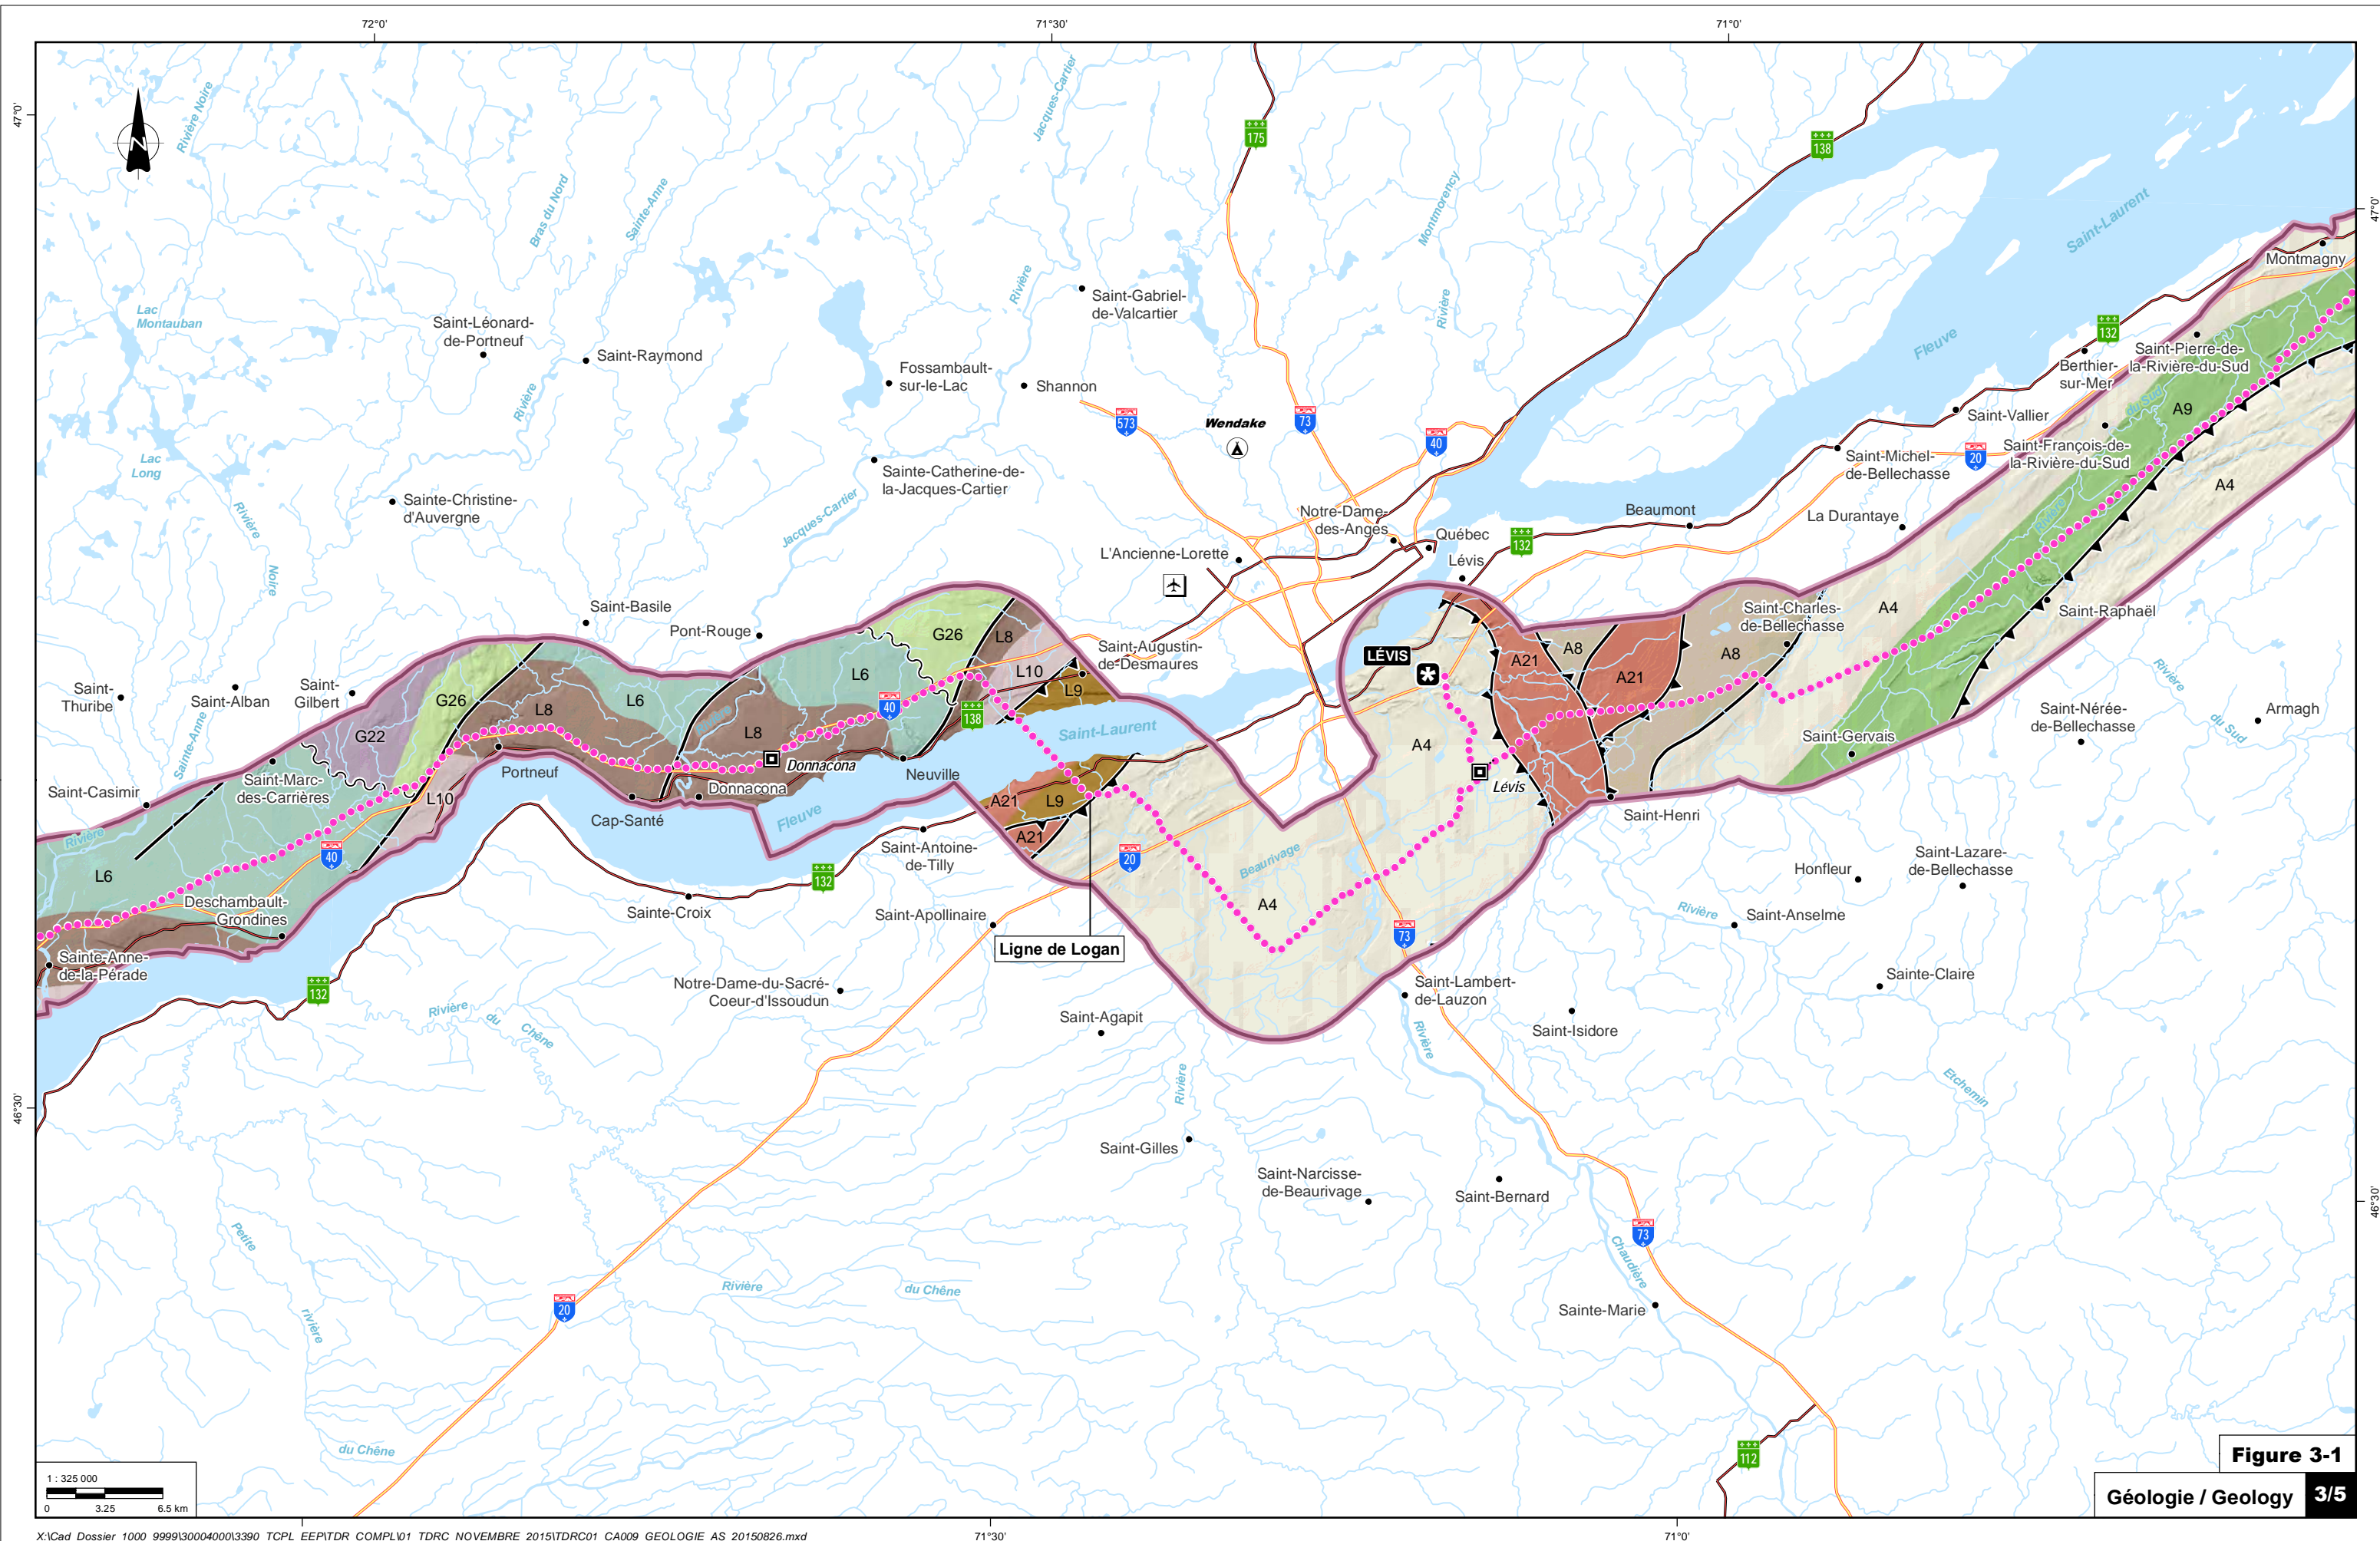 72°0'
71°30'
71°0'
47°0'
47°0'
N
Rivière Noire
Jacques-Cartier
175
138
Bras du Nord
Sainte-Anne
Montmorency
Saint-Laurent
Montmagny
Lac
Montauban
Saint-Léonard-
de-Portneuf
Saint-Raymond
Rivière
Saint-Gabriel-
de-Valcartier
Rivière
132
Fleuve
Saint-Pierre-de-
la-Rivière-du-Sud
Berthier-
sur-Mer
Fossambault-
sur-le-Lac
Shannon
573
Wendake
73
40
Rivière
Saint-Vallier
du Sud
A9
Lac
Long
Sainte-Catherine-de-
la-Jacques-Cartier
Saint-Michel-
de-Bellechasse
20
Saint-François-de-
la-Rivière-du-Sud
A4
Sainte-Christine-
d'Auvergne
Rivière
Noire
Jacques-Cartier
Notre-Dame-
des-Anges
Québec
132
Beaumont
La Durantaye
Rivière
L'Ancienne-Lorette
Lévis
Saint-Basile
Pont-Rouge
G26
L8
L10
Saint-Augustin-
de-Desmaures
L9
LÉVIS
A21
A8
A21
A8
Saint-Charles-
de-Bellechasse
A4
Saint-Raphaël
Rivière
du Sud
Saint-
Thuribe
Saint-Alban
Saint-
Gilbert
G26
L8
L6
L6
40
138
G22
L8
Sainte-Anne
Saint-Laurent
A4
Saint-Nérée-
de-Bellechasse
Armagh
Saint-Gervais
Saint-Marc-
des-Carrières
Portneuf
Donnacona
Neuville
Lévis
Saint-Casimir
L10
Donnacona
Cap-Santé
Fleuve
A21
L9
A21
Saint-Henri
Rivière
40
L6
Saint-Antoine-
de-Tilly
132
20
Beaurivage
Honfleur
Saint-Lazare-
de-Bellechasse
Deschambault-
Grondines
Sainte-Croix
Saint-Apollinaire
A4
73
Rivière
Saint-Anselme
Ligne de Logan
Sainte-Anne-
de-la-Pérade
132
Notre-Dame-du-Sacré-
Coeur-d'Issoudun
Saint-Lambert-
de-Lauzon
Sainte-Claire
Rivière
du
Chêne
Saint-Agapit
Saint-Isidore
Rivière
Etchemin
46°30'
Rivière
Saint-Gilles
Saint-Narcisse-
de-Beaurivage
Saint-Bernard
46°30'
Petite
rivière
Rivière
du Chêne
20
73
Chaudière
Sainte-Marie
du Chêne
112
Figure 3-1
Géologie / Geology 3/5
1 : 325 000
0 3.25 6.5 km
X:\Cad_Dossier_1000_9999\30004000\3390_TCPL_EEP\TDR_COMPL\01_TDRC_NOVEMBRE_2015\TDRC01_CA009_GEOLOGIE_AS_20150826.mxd
71°30'
71°0'